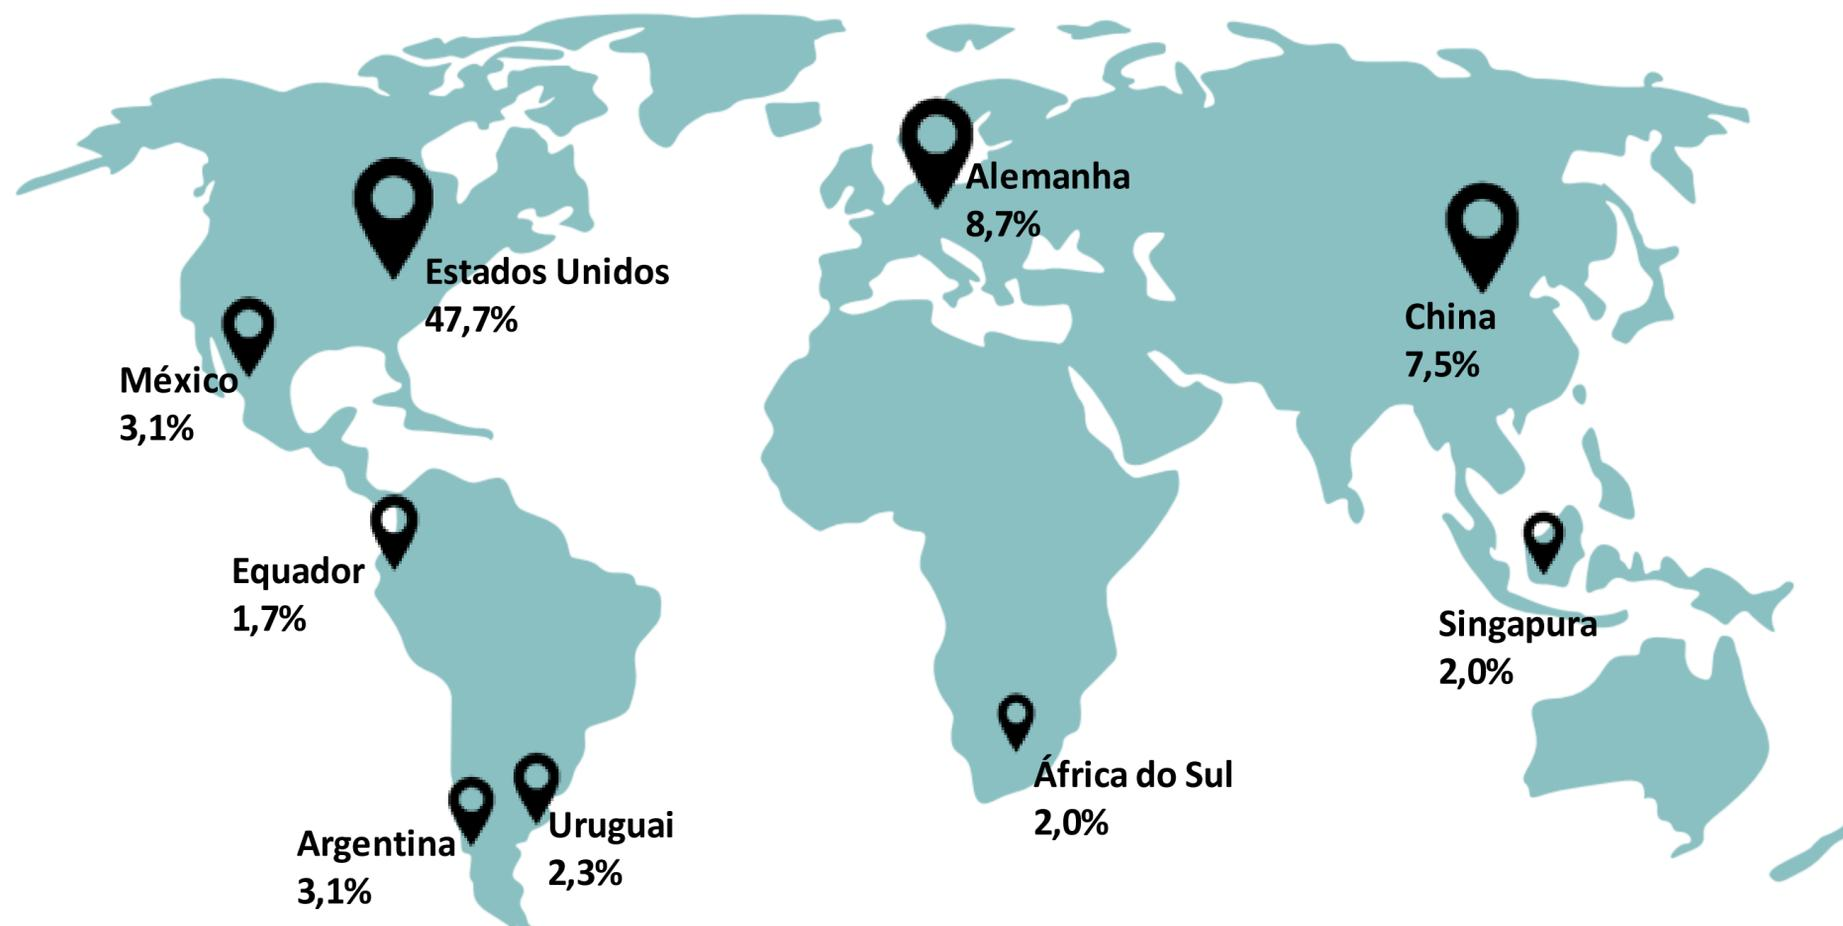 Alemanha
8,7%
Estados Unidos
47,7%
China
7,5%
México
3,1%
Equador
1,7%
Singapura
2,0%
África do Sul
2,0%
Uruguai
2,3%
Argentina
3,1%